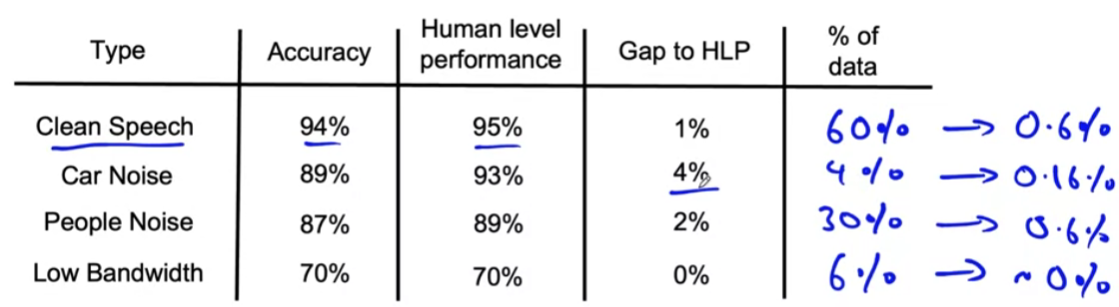 Type Accuracy Human level performance Gap to HLP % of data
Clean Speech 94% 95% 1% 60% → 0.6%
Car Noise 89% 93% 4% 4% → 0.16%
People Noise 87% 89% 2% 30% → 0.6%
Low Bandwidth 70% 70% 0% 6% → ~0%